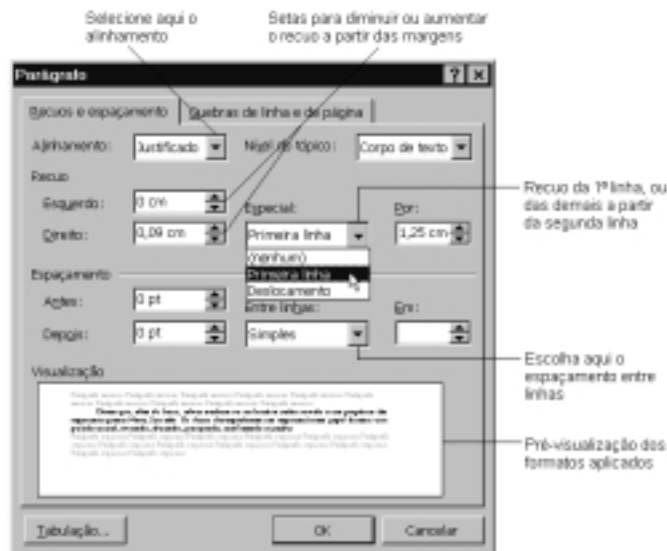 Selecione aqui o
alinhamento
Setas para diminuir ou aumentar
o recuo a partir das margens
Parágrafo
Recuos e espaçamento
Quebras de linha e de página
Alinhamento: Justificado
Nível de tópico: Corpo de texto
Recuo
Esquerdo: 0 cm
Direito: 0,09 cm
Especial:
Primeira linha
(nenhum)
Primeira linha
Deslocamento
Por:
1,25 cm
Recuo da 1ª linha, ou
das demais a partir
da segunda linha
Espaçamento
Antes: 0 pt
Depois: 0 pt
Entre linhas:
Simples
Em:
Escolha aqui o
espaçamento entre
linhas
Visualização
Pré-visualização dos
formatos aplicados
Tabulação...
OK
Cancelar